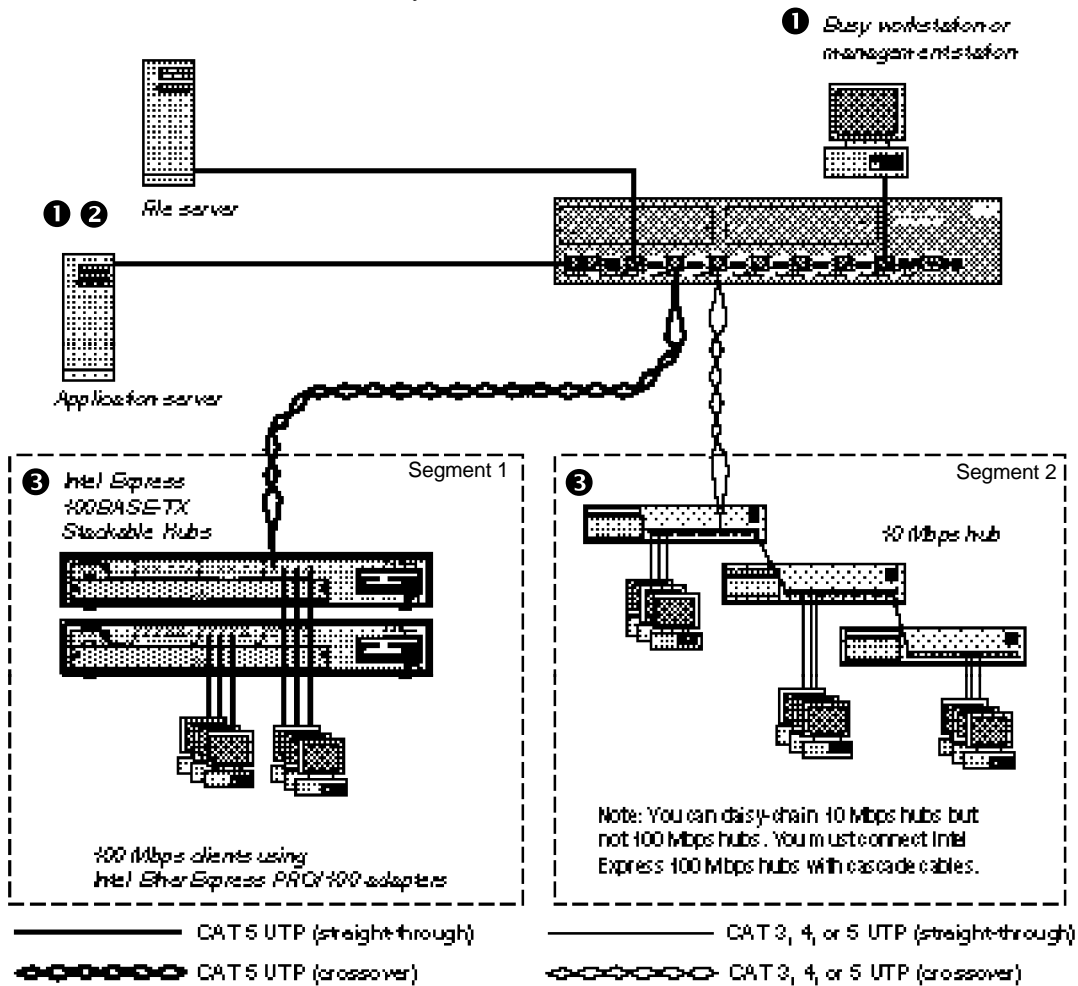 ❶ Busy workstation or
management station
File server
❶ ❷
Application server
❸ Intel Express
100BASE-TX
Stackable Hubs
Segment 1
100 Mbps clients using
Intel EtherExpress PRO/100 adapters
❸
Segment 2
10 Mbps hub
Note: You can daisy-chain 10 Mbps hubs but
not 100 Mbps hubs. You must connect Intel
Express 100 Mbps hubs with cascade cables.
CAT 5 UTP (straight-through)
CAT 3, 4, or 5 UTP (straight-through)
CAT 5 UTP (crossover)
CAT 3, 4, or 5 UTP (crossover)